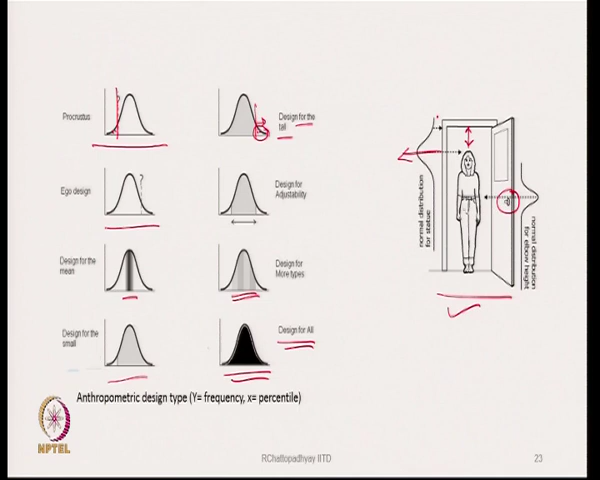 Procrustus
Design for the
tall
Ego design
?
Design for
Adjustability
Design for the
mean
Design for
More types
Design for the
small
Design for All
normal distribution
for statue
normal distribution
for elbow height
Anthropometric design type (Y= frequency, x= percentile)
NPTEL
RChattopadhyay IITD
23